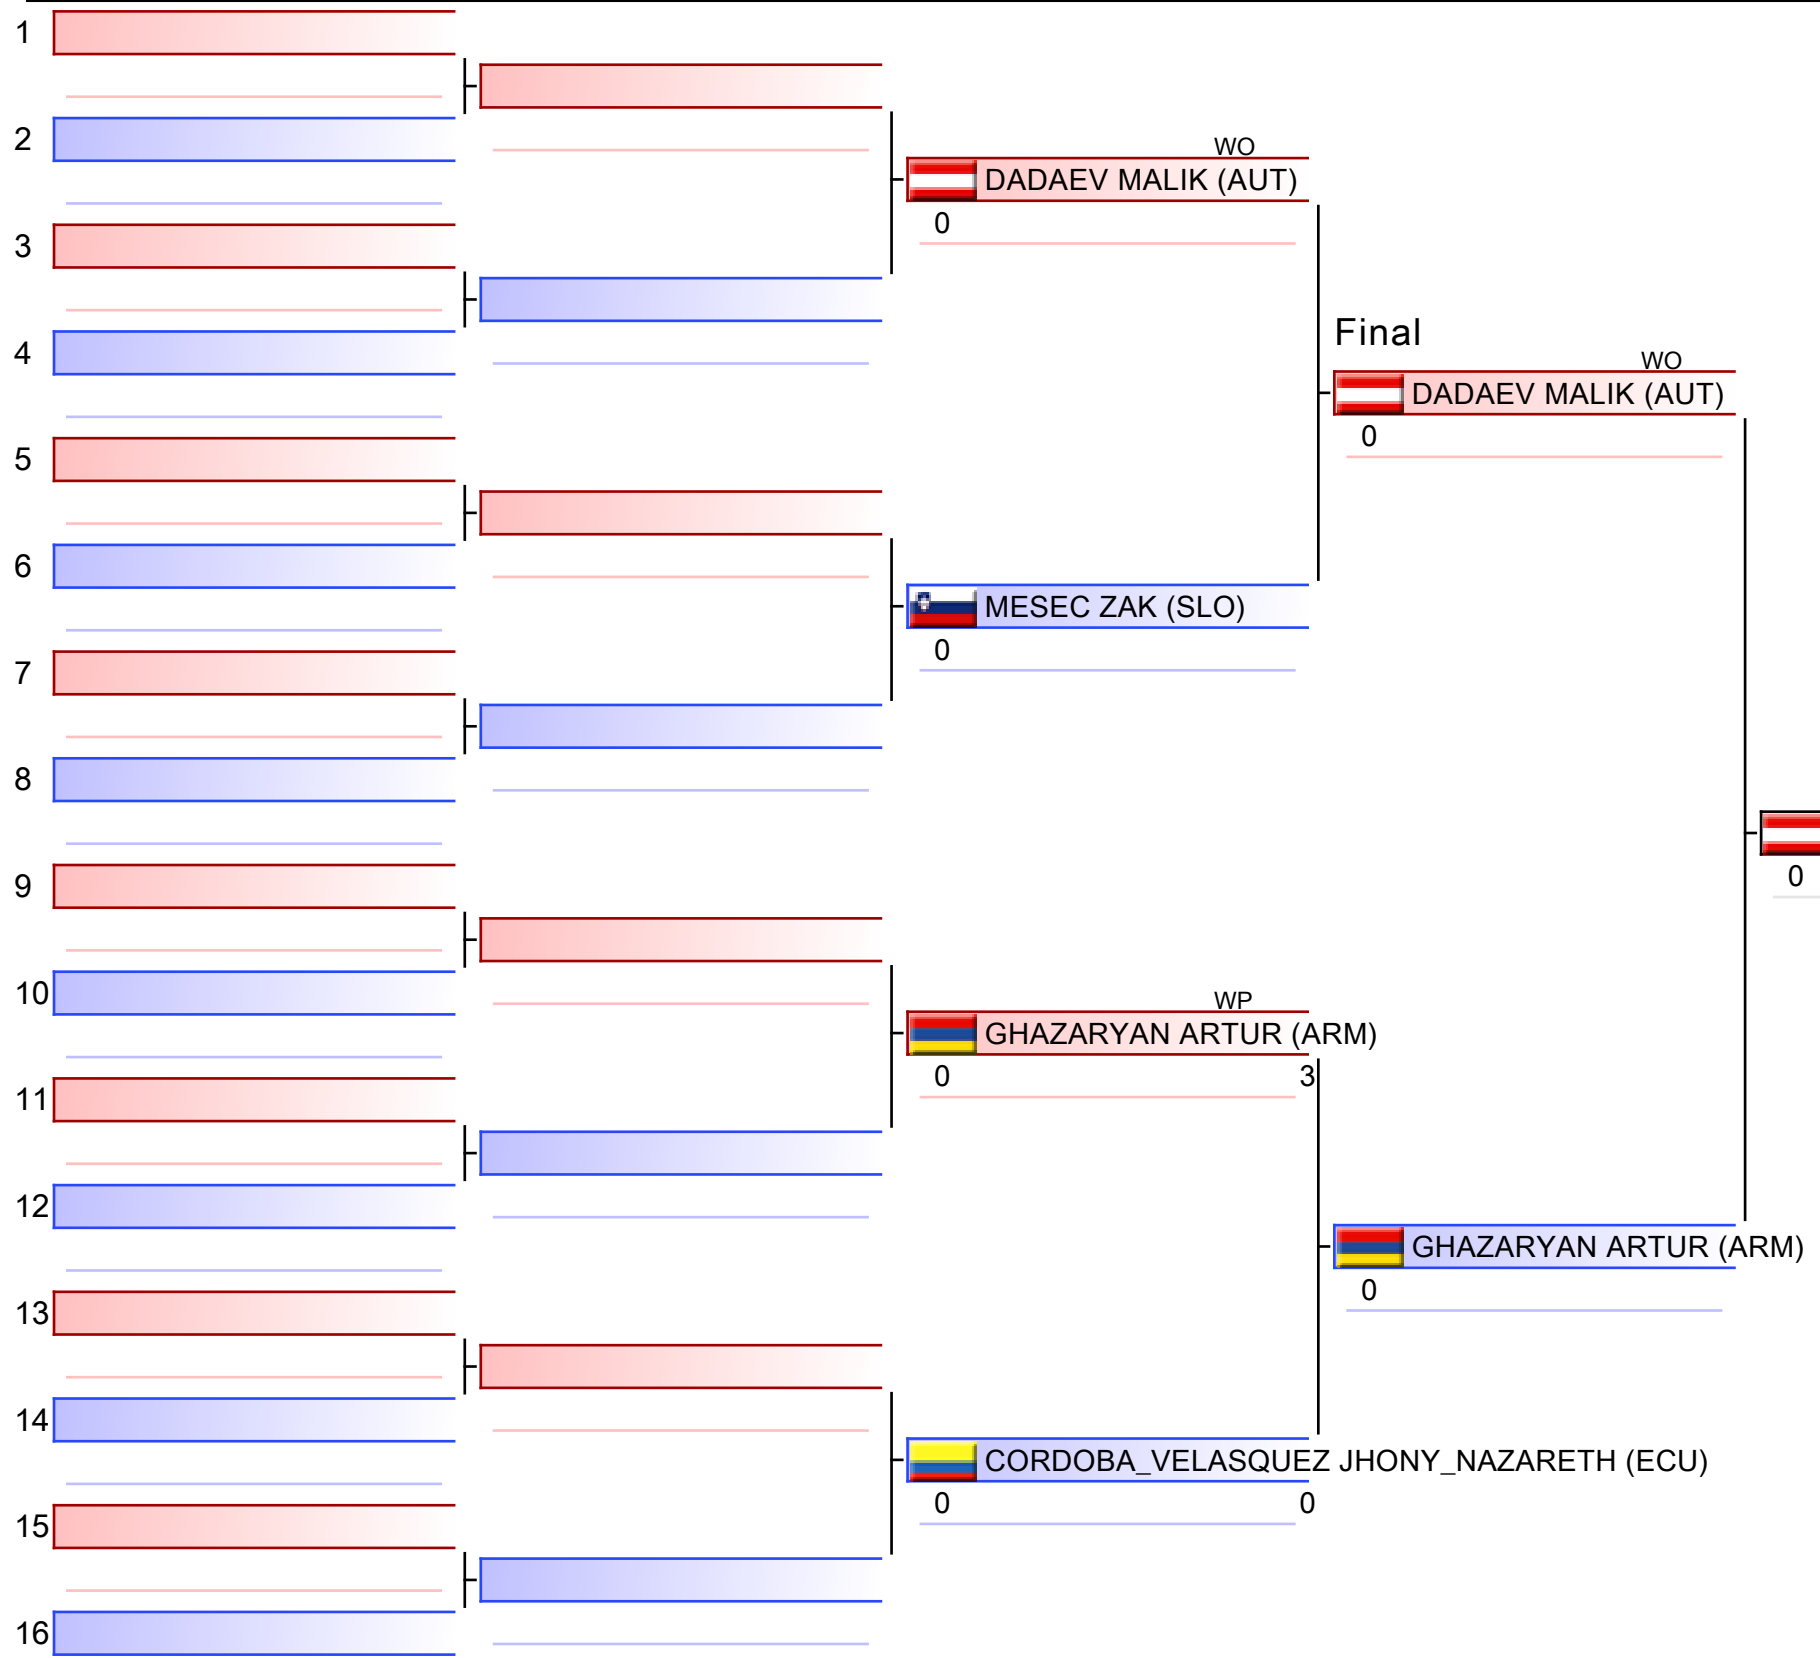 1
2
WO
DADAEV MALIK (AUT)
0
3
Final
4
WO
DADAEV MALIK (AUT)
0
5
6
MESEC ZAK (SLO)
0
7
8
0
9
10
WP
GHAZARYAN ARTUR (ARM)
0 3
11
12
GHAZARYAN ARTUR (ARM)
0
13
14
CORDOBA_VELASQUEZ JHONY_NAZARETH (ECU)
0 0
15
16